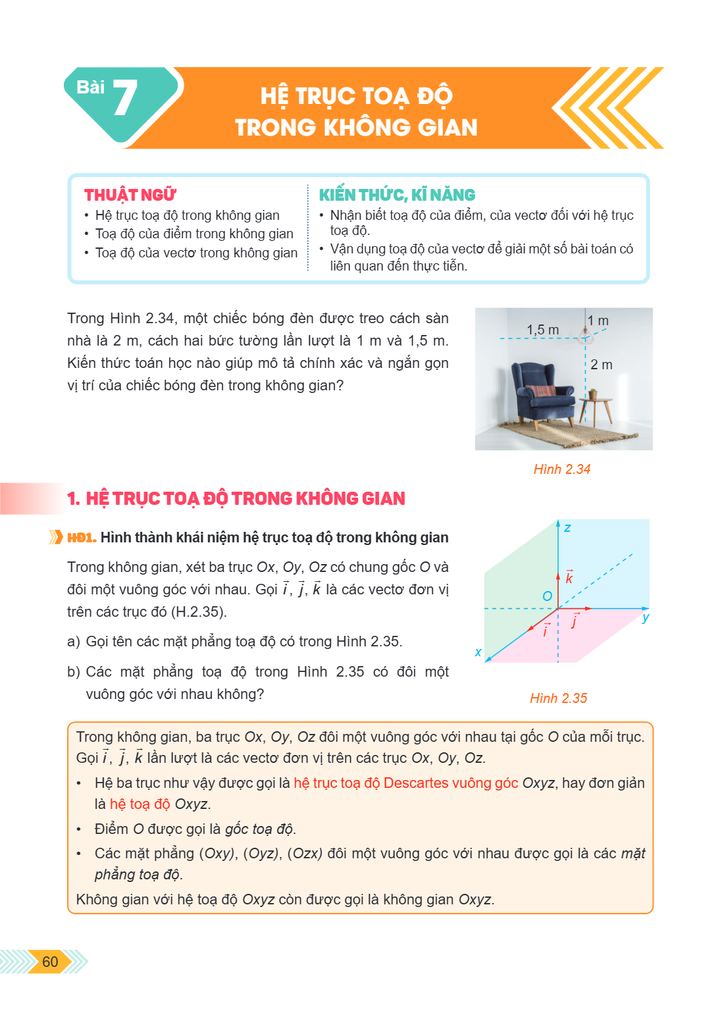 Bài 7
HỆ TRỤC TOẠ ĐỘ
TRONG KHÔNG GIAN
THUẬT NGỮ
• Hệ trục toạ độ trong không gian
• Toạ độ của điểm trong không gian
• Toạ độ của vectơ trong không gian
KIẾN THỨC, KĨ NĂNG
• Nhận biết toạ độ của điểm, của vectơ đối với hệ trục
toạ độ.
• Vận dụng toạ độ của vectơ để giải một số bài toán có
liên quan đến thực tiễn.
Trong Hình 2.34, một chiếc bóng đèn được treo cách sàn
nhà là 2 m, cách hai bức tường lần lượt là 1 m và 1,5 m.
Kiến thức toán học nào giúp mô tả chính xác và ngắn gọn
vị trí của chiếc bóng đèn trong không gian?
1 m
1,5 m
2 m
Hình 2.34
1. HỆ TRỤC TOẠ ĐỘ TRONG KHÔNG GIAN
HĐ1. Hình thành khái niệm hệ trục toạ độ trong không gian
Trong không gian, xét ba trục Ox, Oy, Oz có chung gốc O và
đôi một vuông góc với nhau. Gọi i⃗, j⃗, k⃗ là các vectơ đơn vị
trên các trục đó (H.2.35).
a) Gọi tên các mặt phẳng toạ độ có trong Hình 2.35.
b) Các mặt phẳng toạ độ trong Hình 2.35 có đôi một
vuông góc với nhau không?
z
k⃗
O
i⃗
j⃗
y
x
Hình 2.35
Trong không gian, ba trục Ox, Oy, Oz đôi một vuông góc với nhau tại gốc O của mỗi trục.
Gọi i⃗, j⃗, k⃗ lần lượt là các vectơ đơn vị trên các trục Ox, Oy, Oz.
• Hệ ba trục như vậy được gọi là hệ trục toạ độ Descartes vuông góc Oxyz, hay đơn giản
là hệ toạ độ Oxyz.
• Điểm O được gọi là gốc toạ độ.
• Các mặt phẳng (Oxy), (Oyz), (Ozx) đôi một vuông góc với nhau được gọi là các mặt
phẳng toạ độ.
Không gian với hệ toạ độ Oxyz còn được gọi là không gian Oxyz.
60